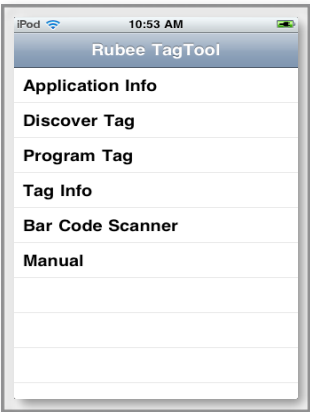 iPod 10:53 AM
Rubee TagTool
Application Info
Discover Tag
Program Tag
Tag Info
Bar Code Scanner
Manual